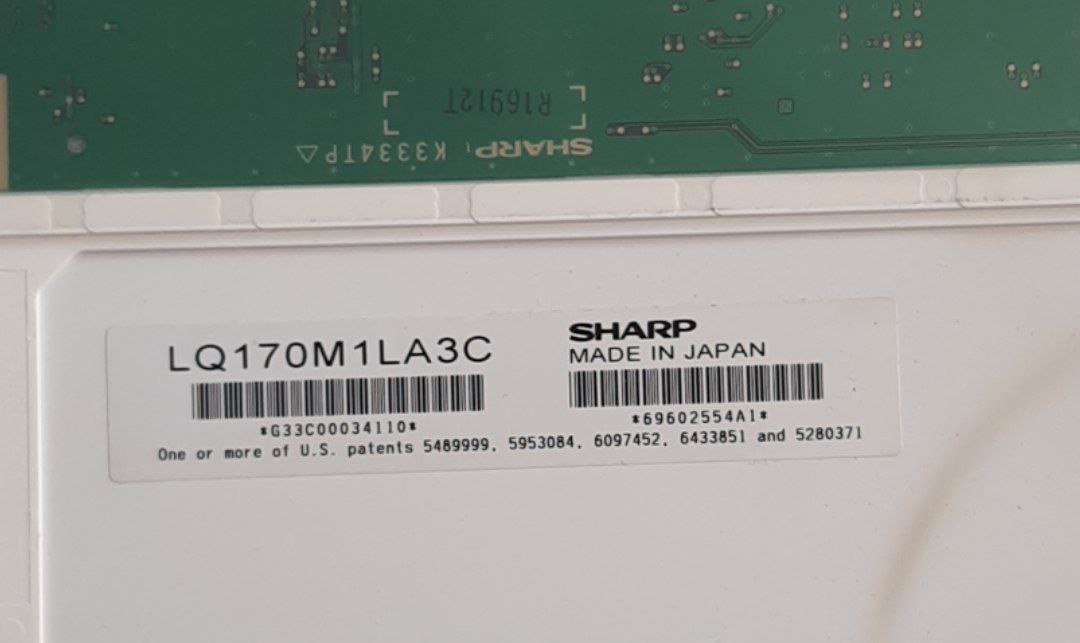 R16912T
SHARP, K3334TP
LQ170M1LA3C
*G33C00034110*
SHARP
MADE IN JAPAN
*69602554A1*
One or more of U.S. patents 5489999, 5953084, 6097452, 6433851 and 5280371